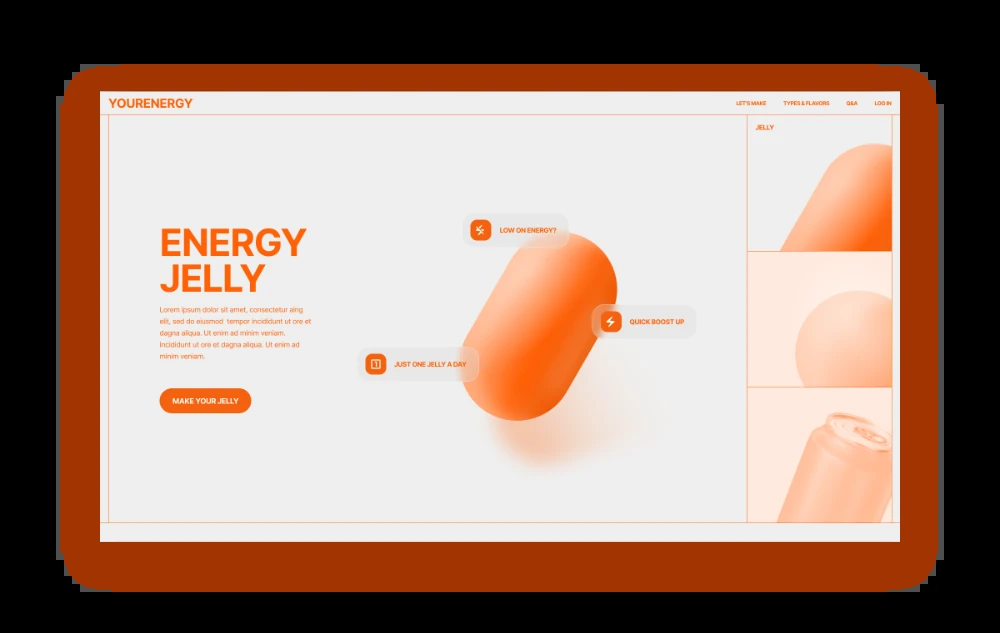 YOURENERGY
LET'S MAKE
TYPES & FLAVORS
Q&A
LOG IN
JELLY
LOW ON ENERGY?
ENERGY
JELLY
Lorem ipsum dolor sit amet, consectetur aing
elit, sed do eiusmod tempor incididunt ut ore et
dagna aliqua. Ut enim ad minim veniam.
Incididunt ut ore et dagna aliqua. Ut enim ad
minim veniam.
QUICK BOOST UP
JUST ONE JELLY A DAY
MAKE YOUR JELLY